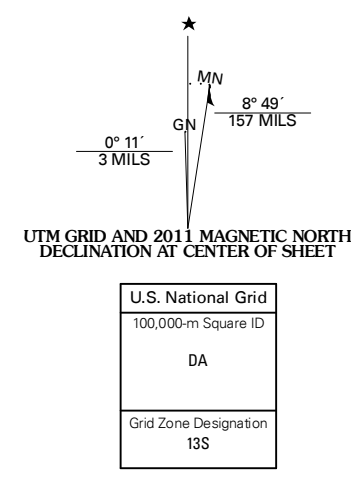 MN
GN
8° 49´
157 MILS
0° 11´
3 MILS
UTM GRID AND 2011 MAGNETIC NORTH
DECLINATION AT CENTER OF SHEET
U.S. National Grid
100,000-m Square ID
DA
Grid Zone Designation
13S